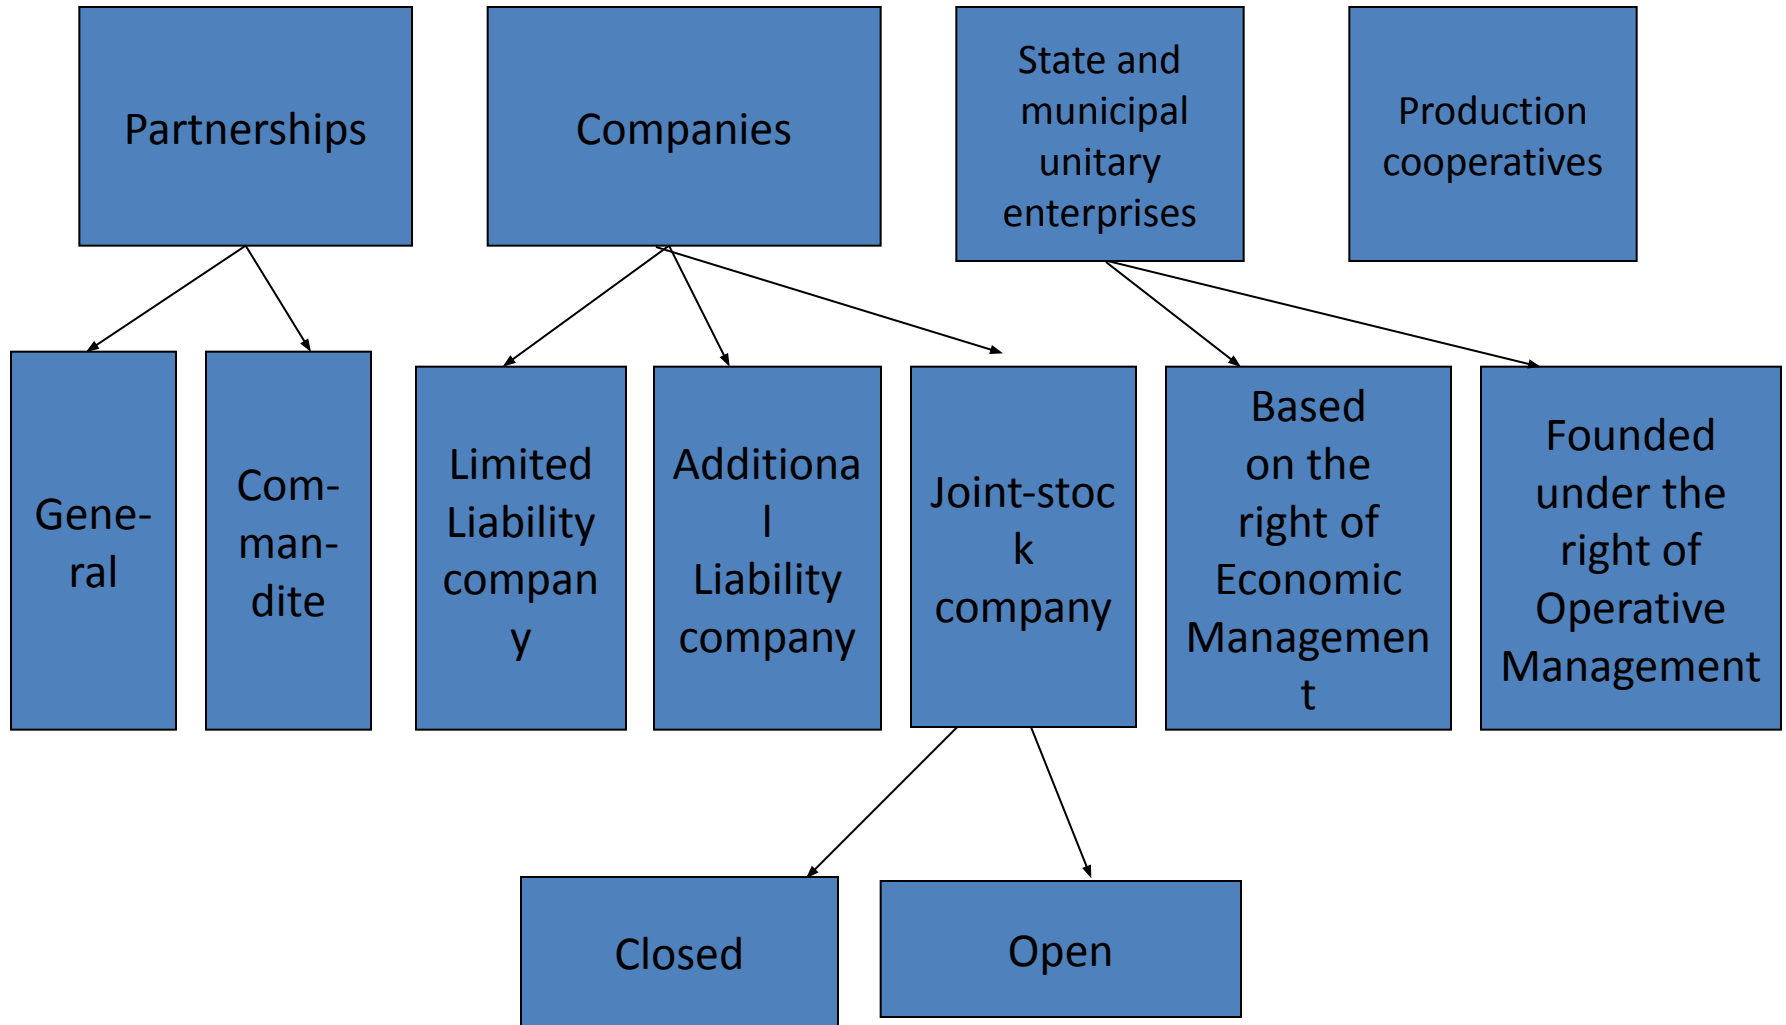 Partnerships
Companies
State and
municipal
unitary
enterprises
Production
cooperatives
Gene-
ral
Com-
man-
dite
Limited
Liability
compan
y
Additiona
l
Liability
company
Joint-stoc
k
company
Based
on the
right of
Economic
Managemen
t
Founded
under the
right of
Operative
Management
Closed
Open